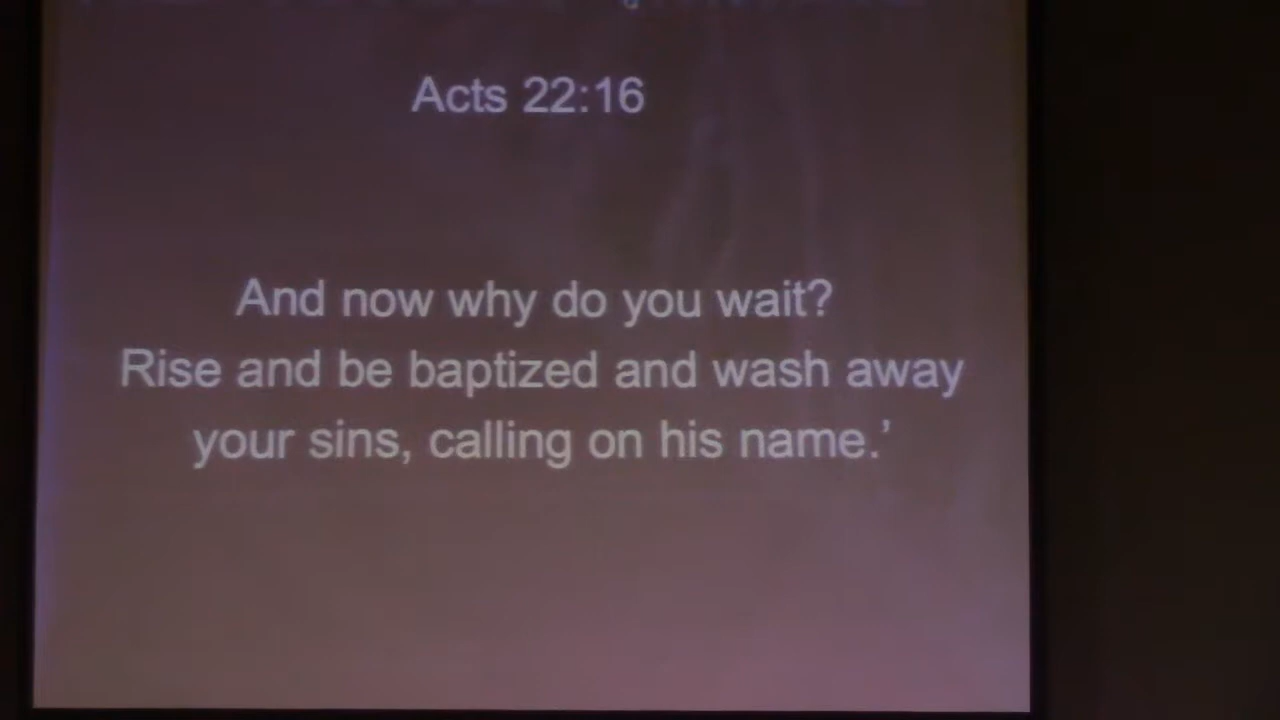 Acts 22:16
And now why do you wait?
Rise and be baptized and wash away
your sins, calling on his name.’